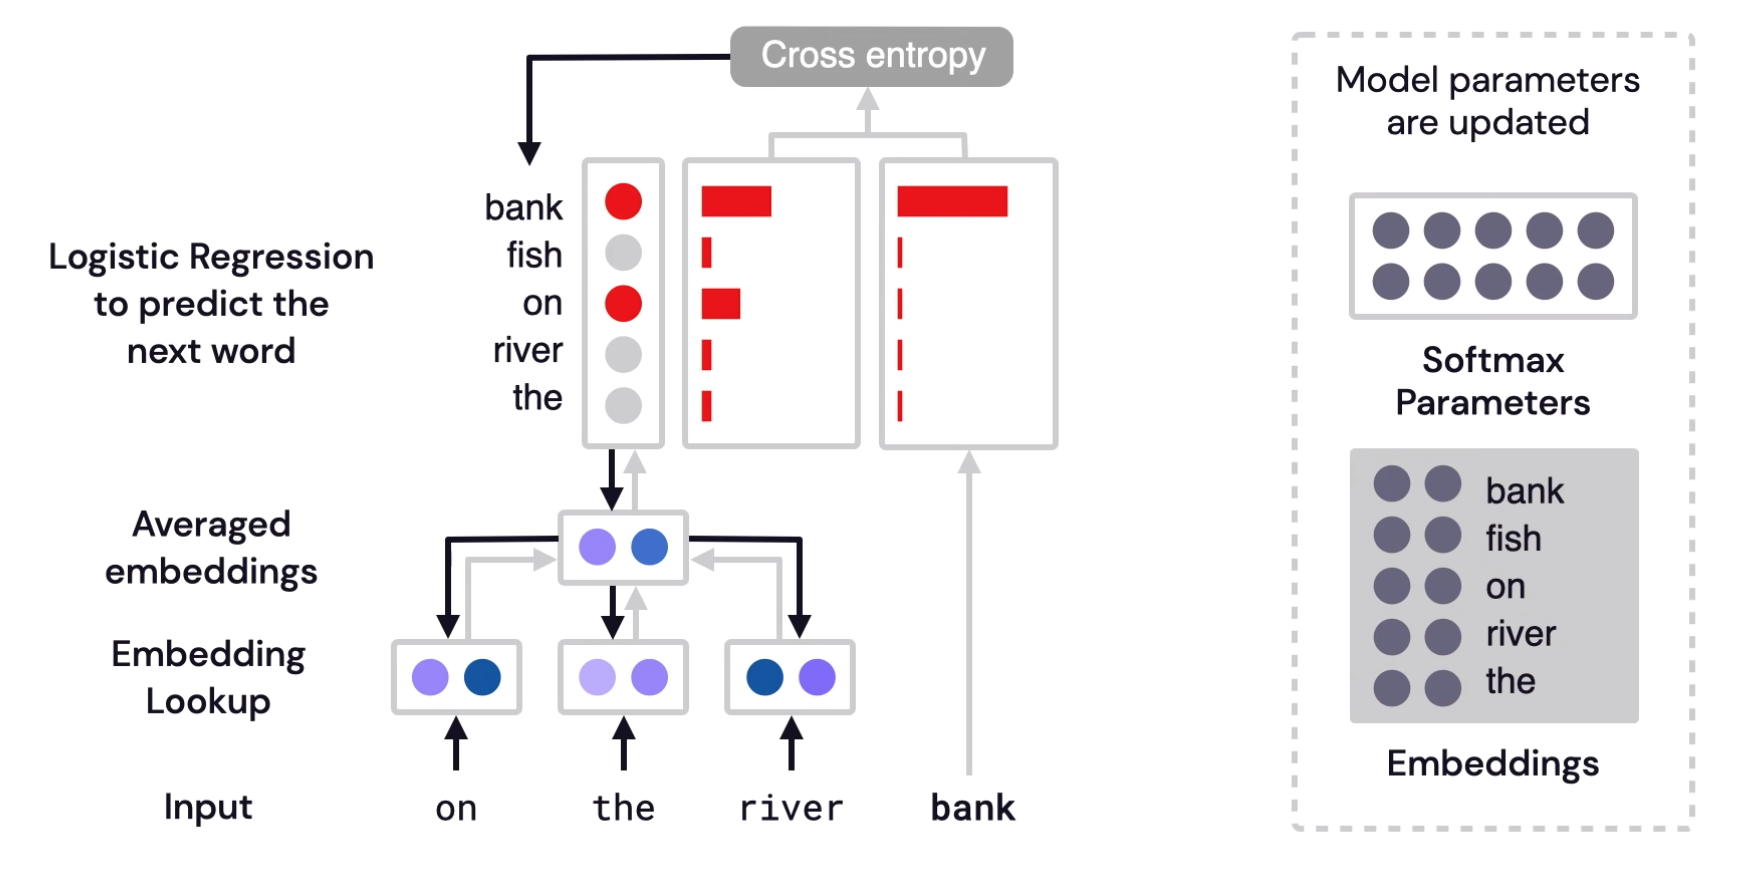 Cross entropy
Logistic Regression
to predict the
next word
bank
fish
on
river
the
Averaged
embeddings
Embedding
Lookup
Input
on the river bank
Model parameters
are updated
Softmax
Parameters
bank
fish
on
river
the
Embeddings